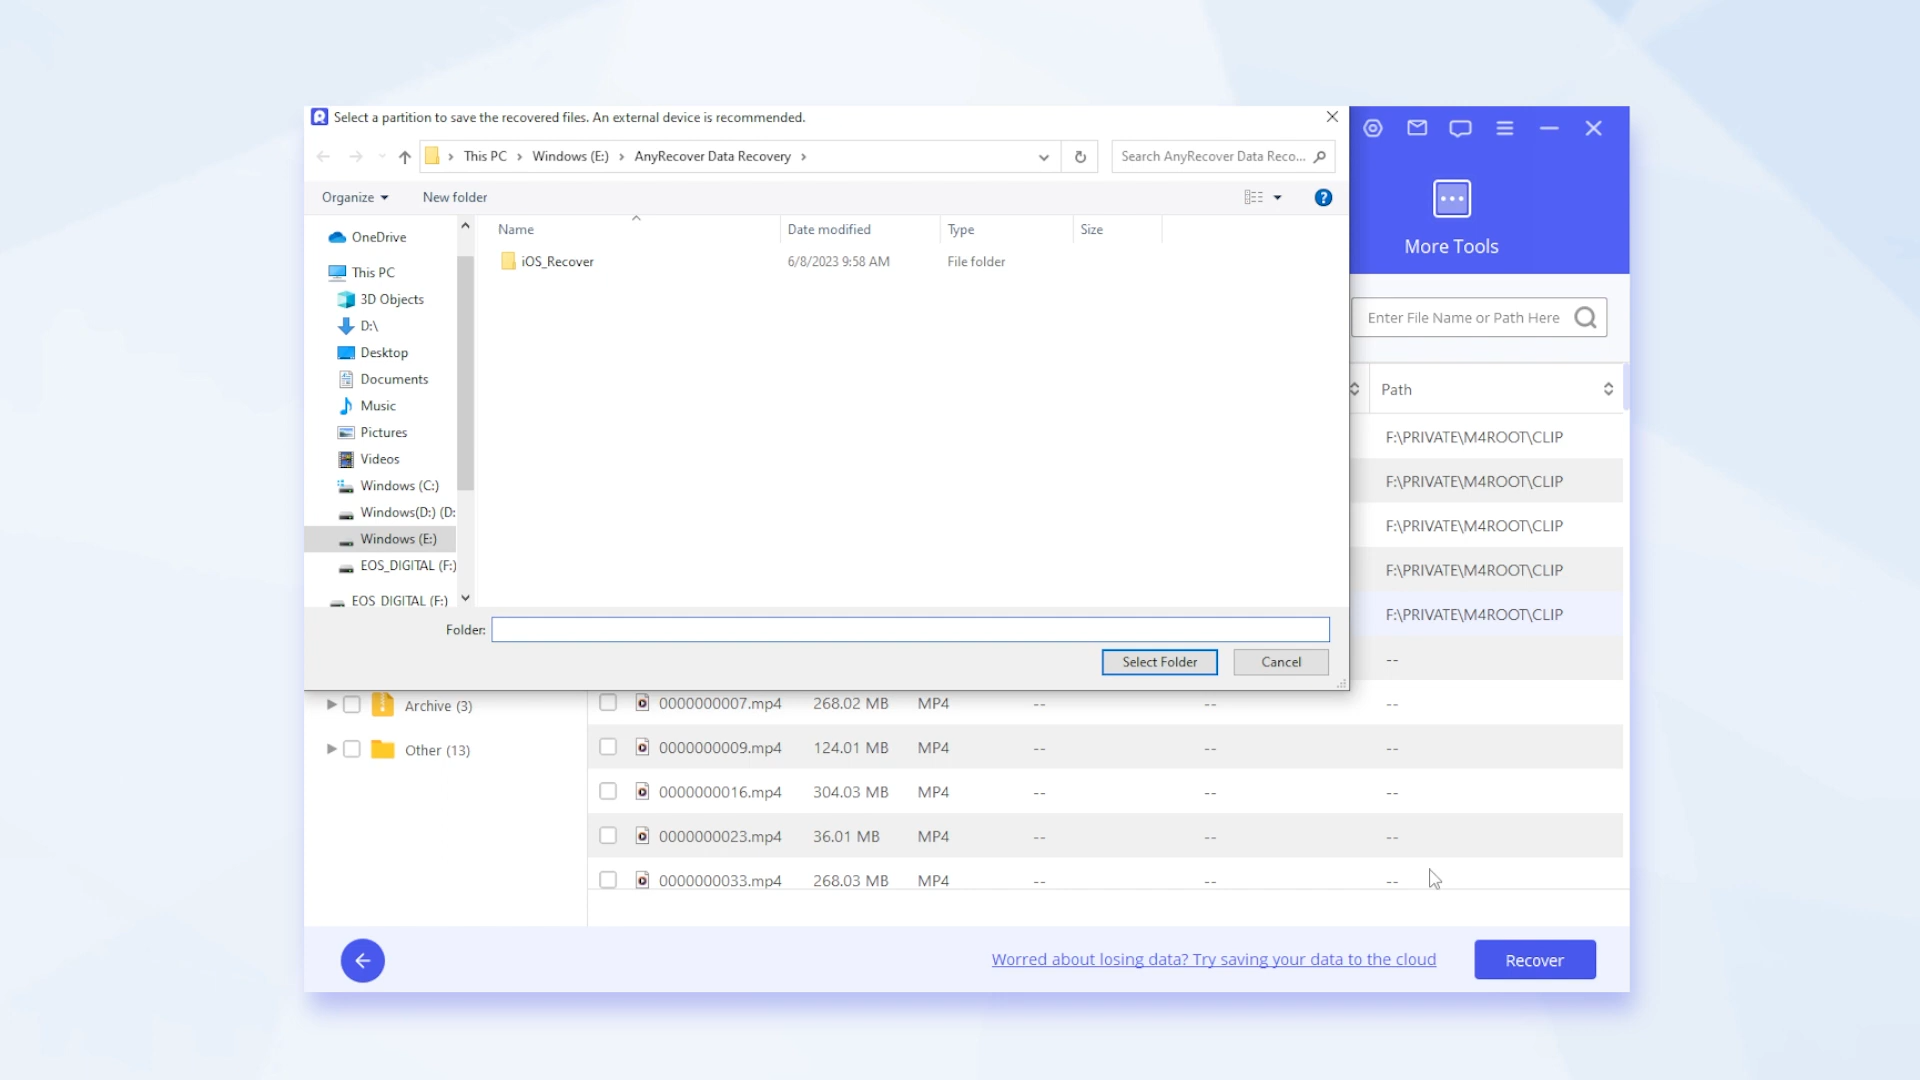 Select a partition to save the recovered files. An external device is recommended.
This PC > Windows (E:) > AnyRecover Data Recovery >
Search AnyRecover Data Reco...
Organize
New folder
Name
Date modified
Type
Size
iOS_Recover
6/8/2023 9:58 AM
File folder
OneDrive
This PC
3D Objects
D:\
Desktop
Documents
Music
Pictures
Videos
Windows (C:)
Windows(D:) (D:
Windows (E:)
EOS_DIGITAL (F:)
EOS DIGITAL (F:)
Folder:
Select Folder
Cancel
More Tools
Enter File Name or Path Here
Path
F:\PRIVATE\M4ROOT\CLIP
F:\PRIVATE\M4ROOT\CLIP
F:\PRIVATE\M4ROOT\CLIP
F:\PRIVATE\M4ROOT\CLIP
F:\PRIVATE\M4ROOT\CLIP
--
Archive (3)
Other (13)
0000000007.mp4 268.02 MB MP4 -- -- --
0000000009.mp4 124.01 MB MP4 -- -- --
0000000016.mp4 304.03 MB MP4 -- -- --
0000000023.mp4 36.01 MB MP4 -- -- --
0000000033.mp4 268.03 MB MP4 -- -- --
Worred about losing data? Try saving your data to the cloud
Recover